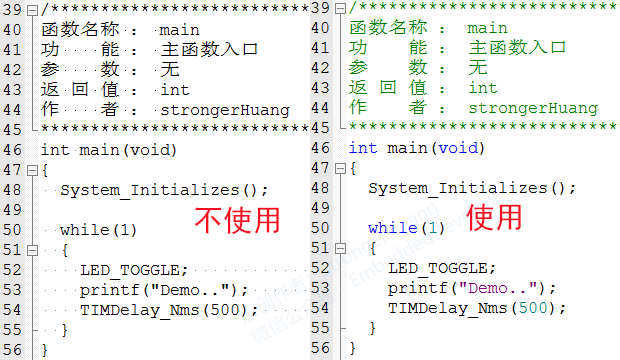 39 /**************************
40 函数名称 : main
41 功    能 : 主函数入口
42 参    数 : 无
43 返 回 值 : int
44 作    者 : strongerHuang
45 ***************************
46 int main(void)
47 {
48   System_Initializes();
49
50   while(1)
51   {
52     LED_TOGGLE;
53     printf("Demo..");
54     TIMDelay_Nms(500);
55   }
56 }
不使用
39 /**************************
40 函数名称 : main
41 功    能 : 主函数入口
42 参    数 : 无
43 返 回 值 : int
44 作    者 : strongerHuang
45 ***************************
46 int main(void)
47 {
48   System_Initializes();
49
50   while(1)
51   {
52     LED_TOGGLE;
53     printf("Demo..");
54     TIMDelay_Nms(500);
55   }
56 }
使用